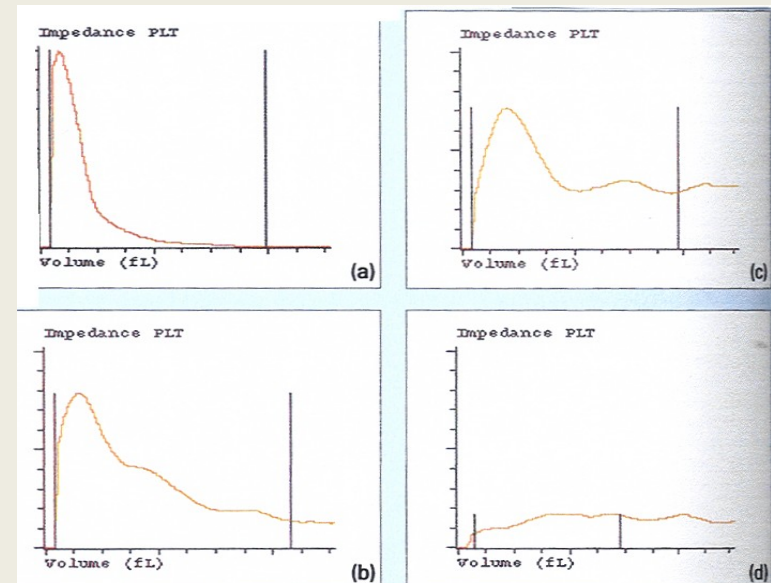 Impedance PLT
Volume (fL)
(a)
Impedance PLT
Volume (fL)
(c)
Impedance PLT
Volume (fL)
(b)
Impedance PLT
Volume (fL)
(d)